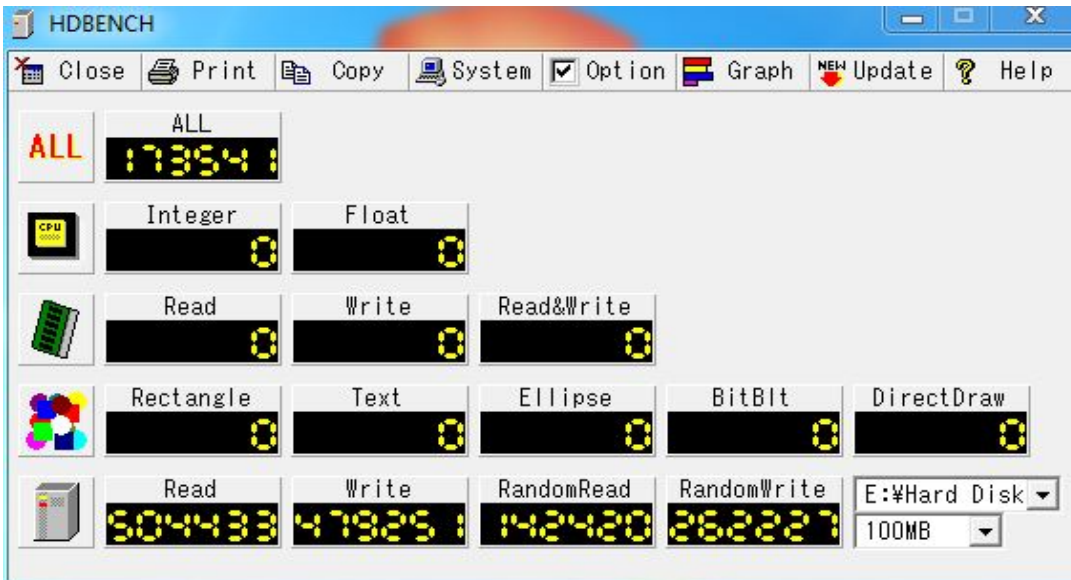 HDBENCH
Close Print Copy System Option Graph NEW Update Help
ALL ALL
173541
CPU Integer Float
0 0
Read Write Read&Write
0 0 0
Rectangle Text Ellipse BitBlt DirectDraw
0 0 0 0 0
Read Write RandomRead RandomWrite E:¥Hard Disk
504433 479251 142420 262227 100MB